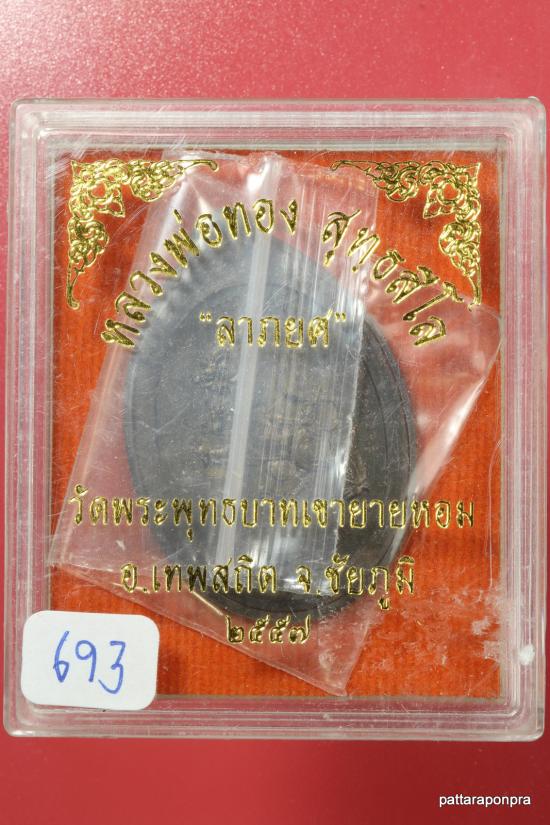 หลวงพ่อทอง สุทธสีโล
"ลาภยศ"
วัดพระพุทธบาทเขายายหอม
อ.เทพสถิต จ.ชัยภูมิ
๒๕๕๗
693
pattaraponpra